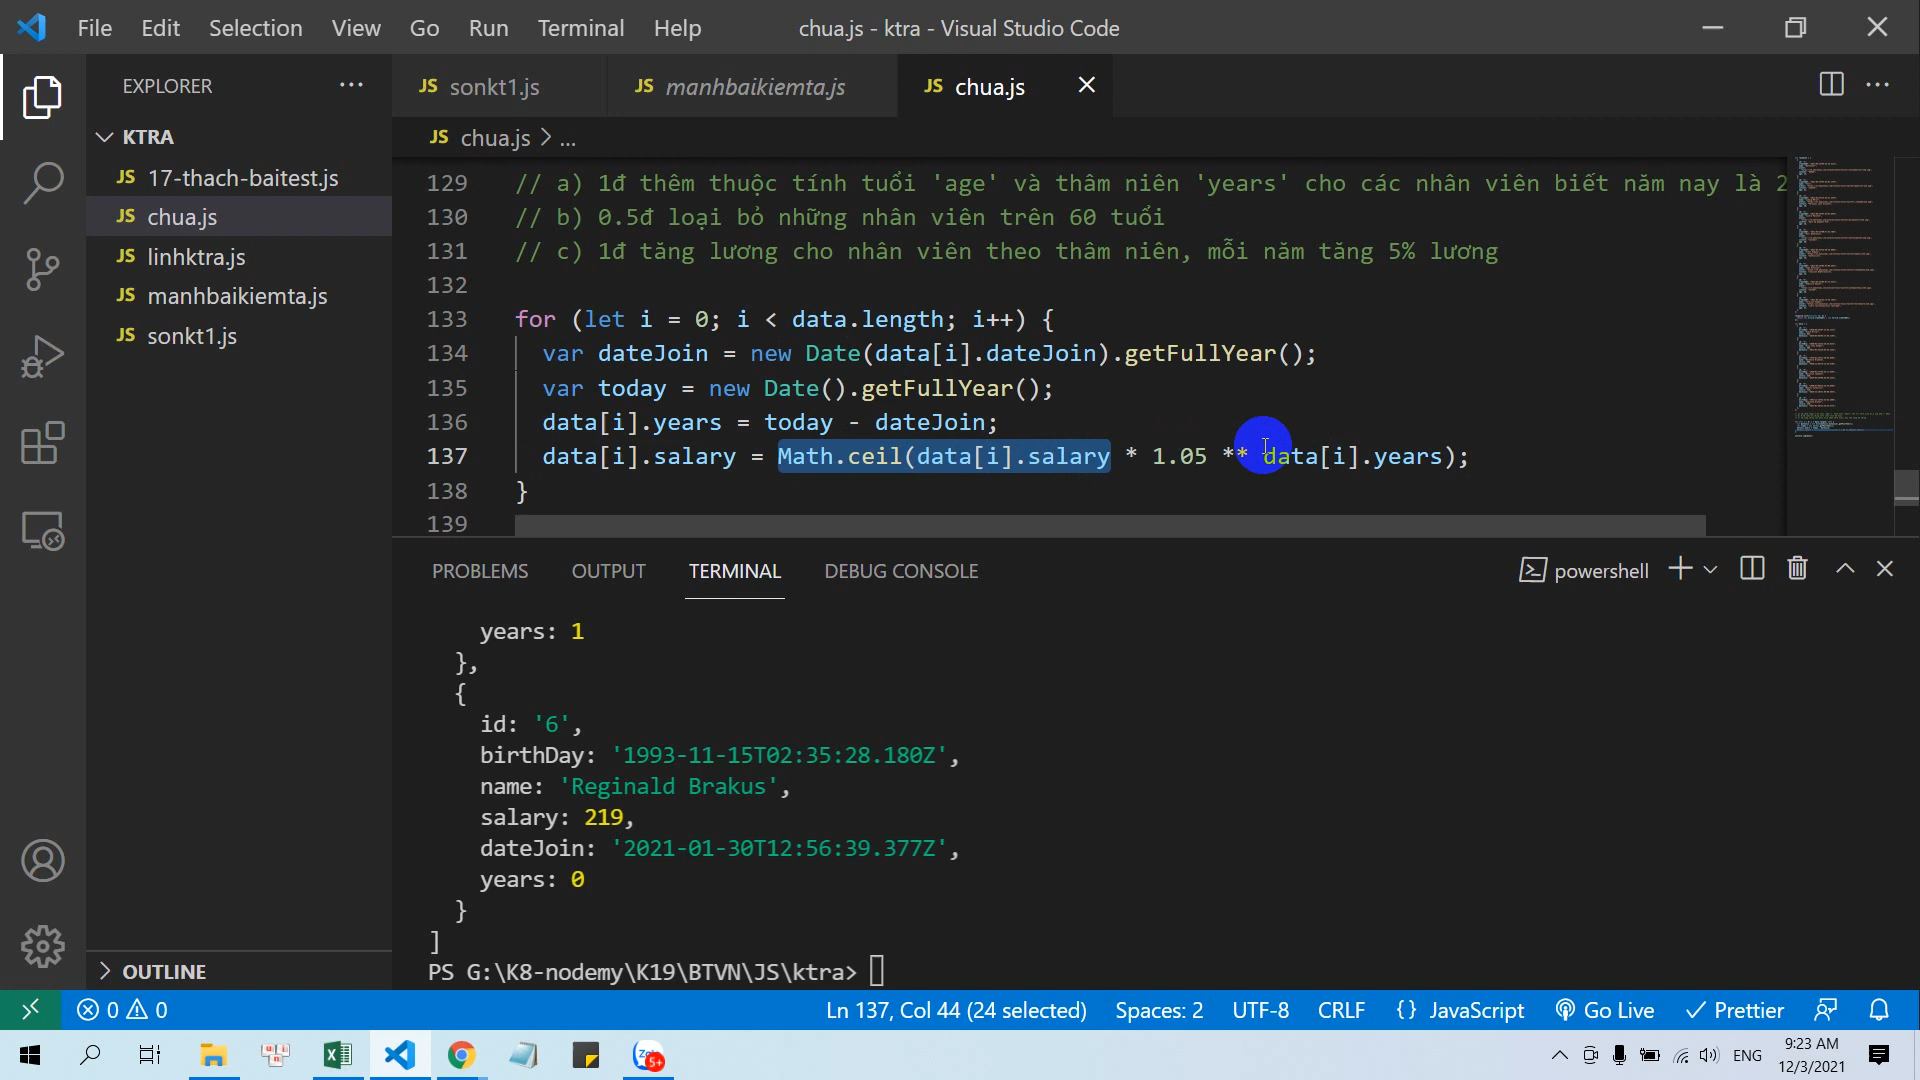 File Edit Selection View Go Run Terminal Help
chua.js - ktra - Visual Studio Code
EXPLORER
KTRA
JS 17-thach-baitest.js
JS chua.js
JS linhktra.js
JS manhbaikiemta.js
JS sonkt1.js
OUTLINE
JS sonkt1.js JS manhbaikiemta.js JS chua.js
JS chua.js > ...
129 // a) 1đ thêm thuộc tính tuổi 'age' và thâm niên 'years' cho các nhân viên biết năm nay là 2
130 // b) 0.5đ loại bỏ những nhân viên trên 60 tuổi
131 // c) 1đ tăng lương cho nhân viên theo thâm niên, mỗi năm tăng 5% lương
132
133 for (let i = 0; i < data.length; i++) {
134 var dateJoin = new Date(data[i].dateJoin).getFullYear();
135 var today = new Date().getFullYear();
136 data[i].years = today - dateJoin;
137 data[i].salary = Math.ceil(data[i].salary * 1.05 ** data[i].years);
138 }
139
PROBLEMS OUTPUT TERMINAL DEBUG CONSOLE
powershell
years: 1
},
{
id: '6',
birthDay: '1993-11-15T02:35:28.180Z',
name: 'Reginald Brakus',
salary: 219,
dateJoin: '2021-01-30T12:56:39.377Z',
years: 0
}
]
PS G:\K8-nodemy\K19\BTVN\JS\ktra>
0 0 Ln 137, Col 44 (24 selected) Spaces: 2 UTF-8 CRLF {} JavaScript Go Live Prettier
5+
ENG
9:23 AM
12/3/2021